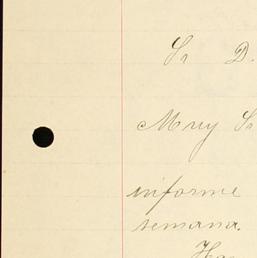 Sr D.
Muy Sr
informe
semana.
Ha